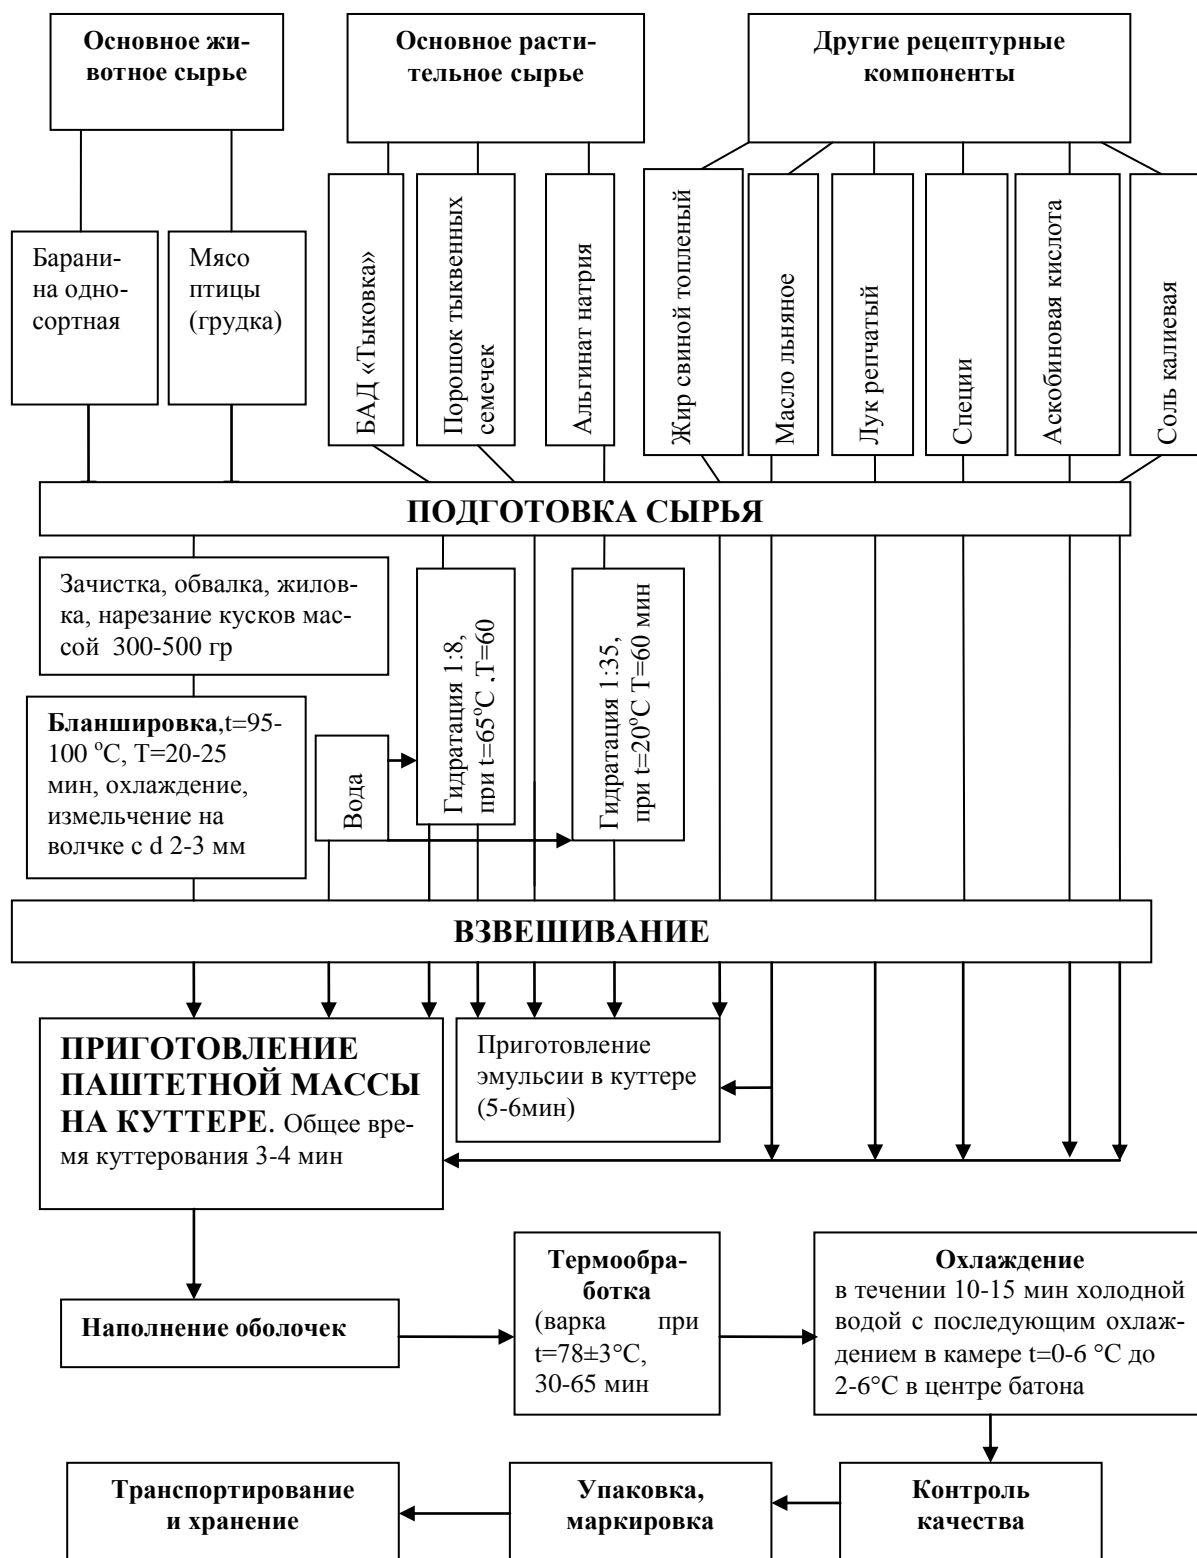 Основное жи-
вотное сырье
Основное расти-
тельное сырье
Другие рецептурные
компоненты
Барани-
на одно-
сортная
Мясо
птицы
(грудка)
БАД «Тыковка»
Порошок тыквенных
семечек
Альгинат натрия
Жир свиной топленый
Масло льняное
Лук репчатый
Специи
Аскобиновая кислота
Соль калиевая
ПОДГОТОВКА СЫРЬЯ
Зачистка, обвалка, жилов-
ка, нарезание кусков мас-
сой 300-500 гр
Бланшировка,t=95-
100 °С, Т=20-25
мин, охлаждение,
измельчение на
волчке с d 2-3 мм
Вода
Гидратация 1:8,
при t=65°С ,Т=60
Гидратация 1:35,
при t=20°С Т=60 мин
ВЗВЕШИВАНИЕ
ПРИГОТОВЛЕНИЕ
ПАШТЕТНОЙ МАССЫ
НА КУТТЕРЕ. Общее вре-
мя куттерования 3-4 мин
Приготовление
эмульсии в куттере
(5-6мин)
Наполнение оболочек
Термообра-
ботка
(варка при
t=78±3°С,
30-65 мин
Охлаждение
в течении 10-15 мин холодной
водой с последующим охлаж-
дением в камере t=0-6 °С до
2-6°С в центре батона
Транспортирование
и хранение
Упаковка,
маркировка
Контроль
качества